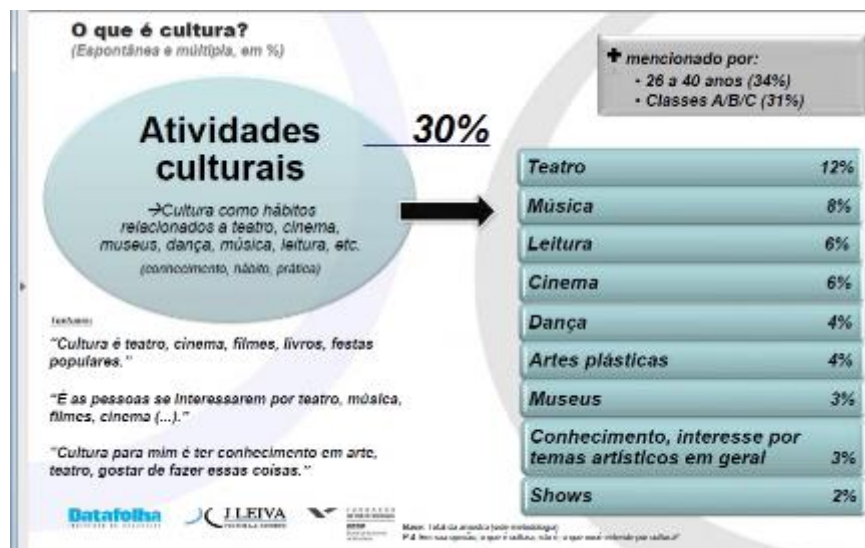 O que é cultura?
(Espontânea e múltipla, em %)
+ mencionado por:
• 26 a 40 anos (34%)
• Classes A/B/C (31%)
Atividades
culturais
30%
→Cultura como hábitos
relacionados a teatro, cinema,
museus, dança, música, leitura, etc.
(conhecimento, hábito, prática)
Teatro 12%
Música 8%
Leitura 6%
Cinema 6%
Dança 4%
Artes plásticas 4%
Museus 3%
Conhecimento, interesse por
temas artísticos em geral 3%
Shows 2%
"Cultura é teatro, cinema, filmes, livros, festas
populares."
"É as pessoas se interessarem por teatro, música,
filmes, cinema (...)."
"Cultura para mim é ter conhecimento em arte,
teatro, gostar de fazer essas coisas."
Datafolha
J.LEIVA
Base: Total da amostra